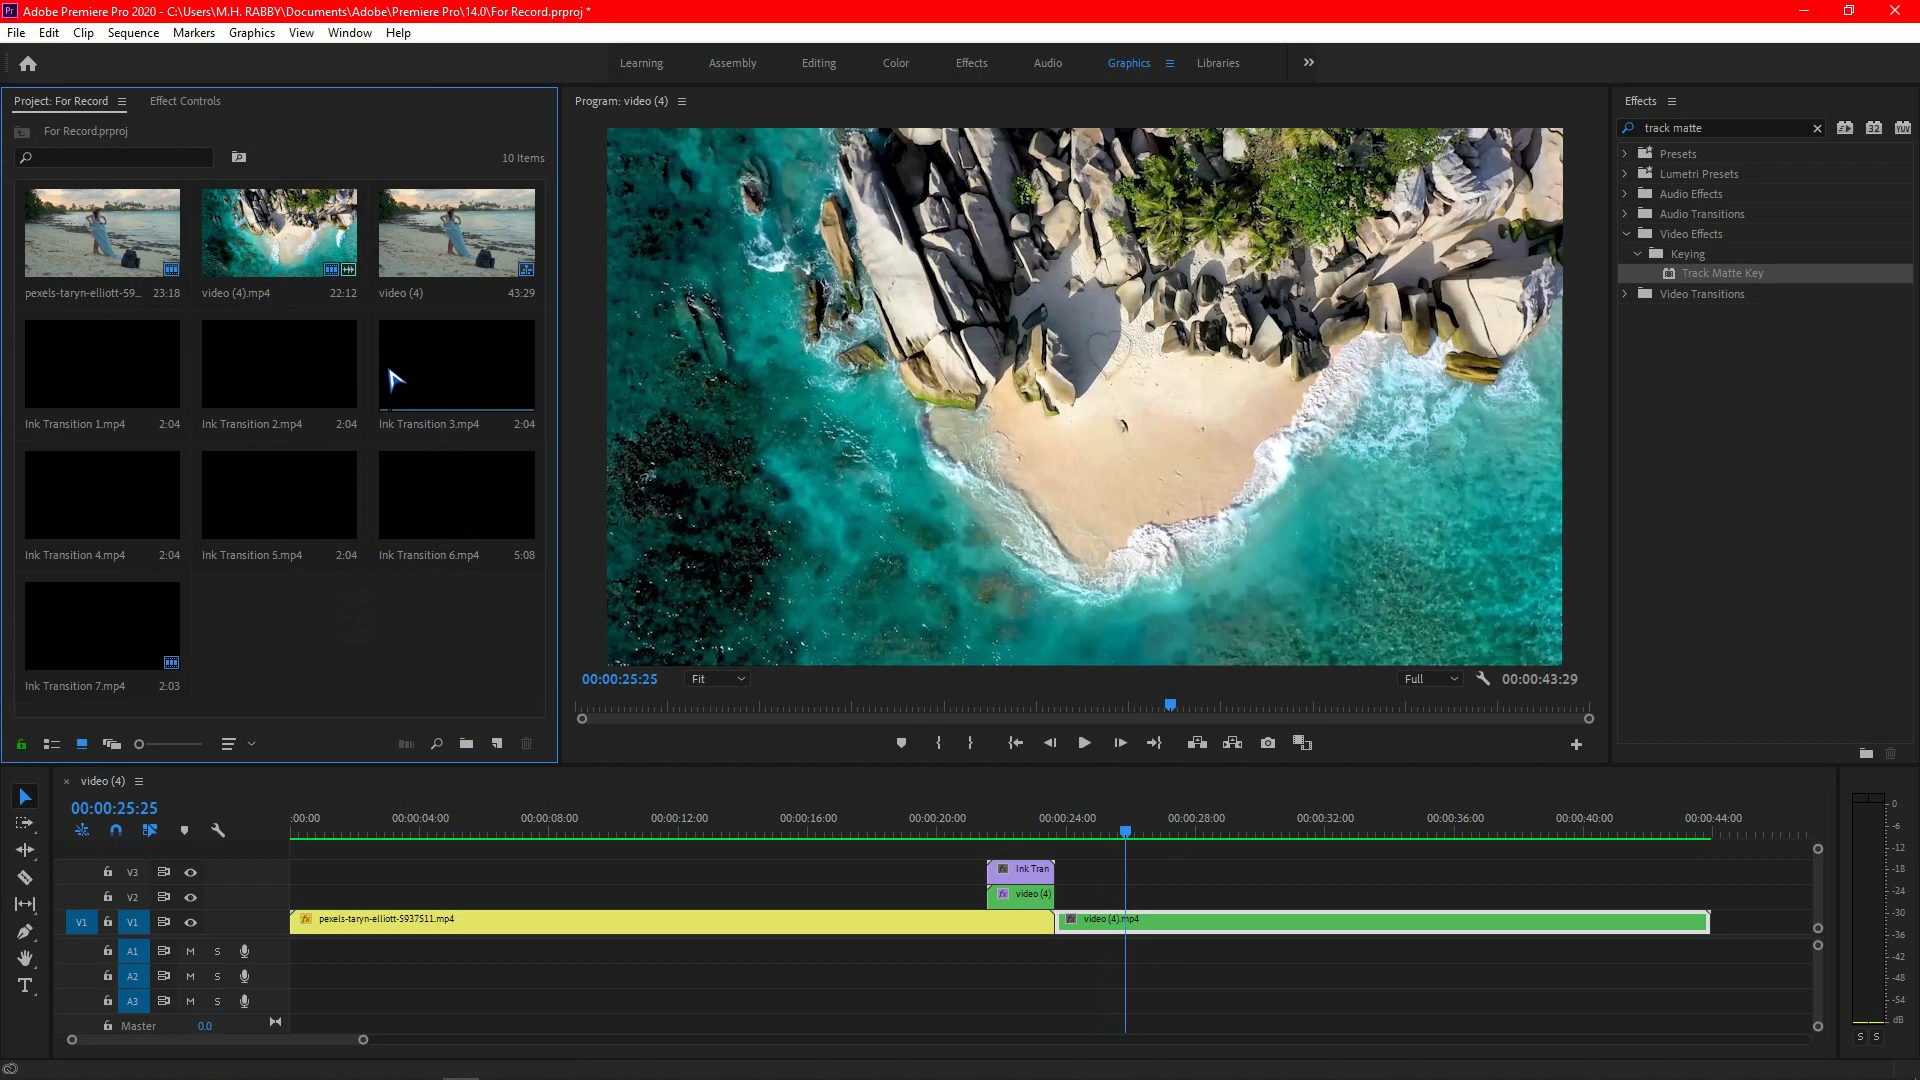 Pr Adobe Premiere Pro 2020 - C:\Users\M.H. RABBY\Documents\Adobe\Premiere Pro\14.0\For Record.prproj *
File Edit Clip Sequence Markers Graphics View Window Help
Learning Assembly Editing Color Effects Audio Graphics Libraries
Project: For Record Effect Controls
For Record.prproj
10 Items
pexels-taryn-elliott-59... 23:18 video (4).mp4 22:12 video (4) 43:29
Ink Transition 1.mp4 2:04 Ink Transition 2.mp4 2:04 Ink Transition 3.mp4 2:04
Ink Transition 4.mp4 2:04 Ink Transition 5.mp4 2:04 Ink Transition 6.mp4 5:08
Ink Transition 7.mp4 2:03
Program: video (4)
00:00:25:25 Fit Full 00:00:43:29
Effects
track matte 32 YUV
Presets
Lumetri Presets
Audio Effects
Audio Transitions
Video Effects
Keying
Track Matte Key
Video Transitions
× video (4)
00:00:25:25
:00:00 00:00:04:00 00:00:08:00 00:00:12:00 00:00:16:00 00:00:20:00 00:00:24:00 00:00:28:00 00:00:32:00 00:00:36:00 00:00:40:00 00:00:44:00
V3 fx Ink Tran
V2 fx video (4)
V1 V1 fx pexels-taryn-elliott-5937511.mp4 fx video (4).mp4
A1 M S
A2 M S
A3 M S
Master 0.0
0
-6
-12
-18
-24
-30
-36
-42
-48
-54
dB
S S